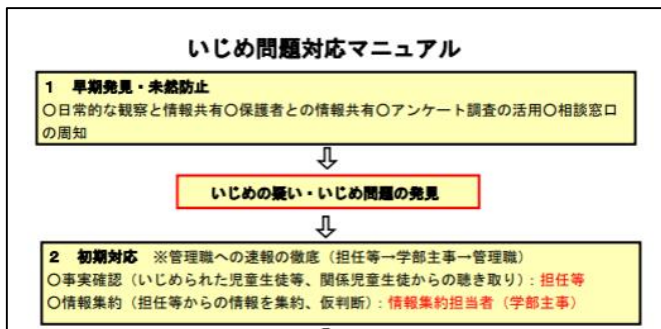 いじめ問題対応マニュアル
1 早期発見・未然防止
○日常的な観察と情報共有○保護者との情報共有○アンケート調査の活用○相談窓口
の周知
いじめの疑い・いじめ問題の発見
2 初期対応 ※管理職への速報の徹底（担任等→学部主事→管理職）
○事実確認（いじめられた児童生徒等、関係児童生徒からの聴き取り）：担任等
○情報集約（担任等からの情報を集約、仮判断）：情報集約担当者（学部主事）